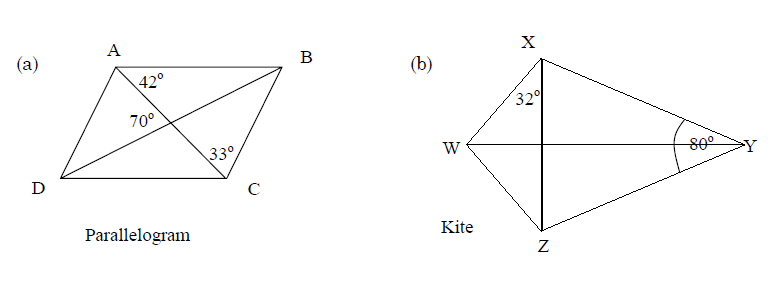 (a)
A
B
42°
70°
33°
D
C
Parallelogram
(b)
X
32°
W
80°
Y
Kite
Z